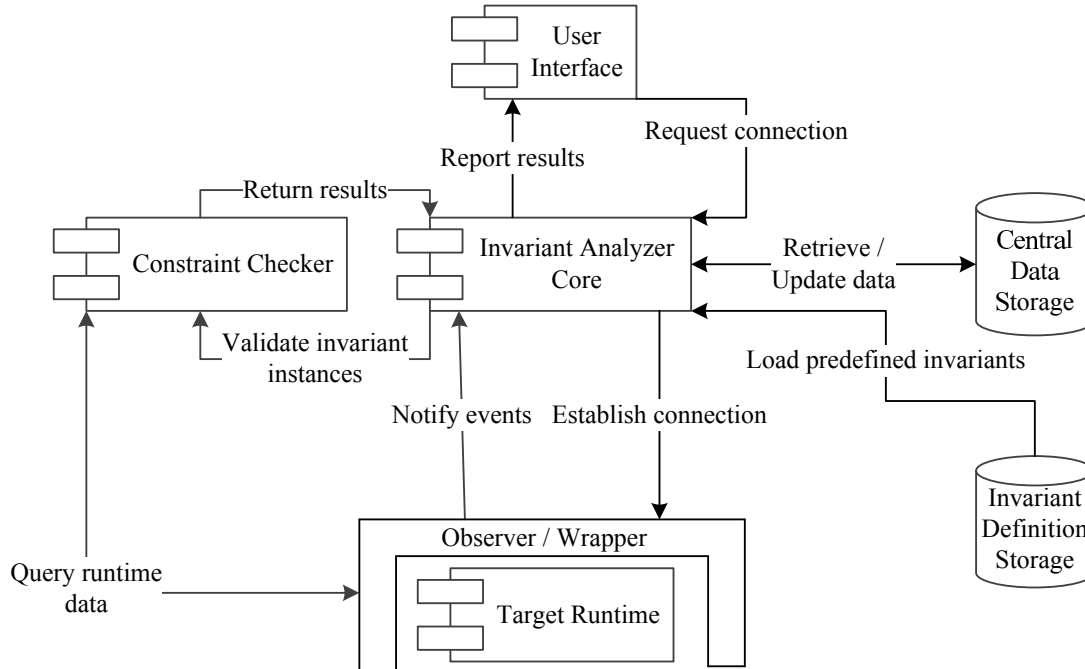 User
Interface
Request connection
Report results
Return results
Constraint Checker
Invariant Analyzer
Core
Retrieve /
Update data
Central
Data
Storage
Validate invariant
instances
Load predefined invariants
Notify events
Establish connection
Invariant
Definition
Storage
Observer / Wrapper
Query runtime
data
Target Runtime